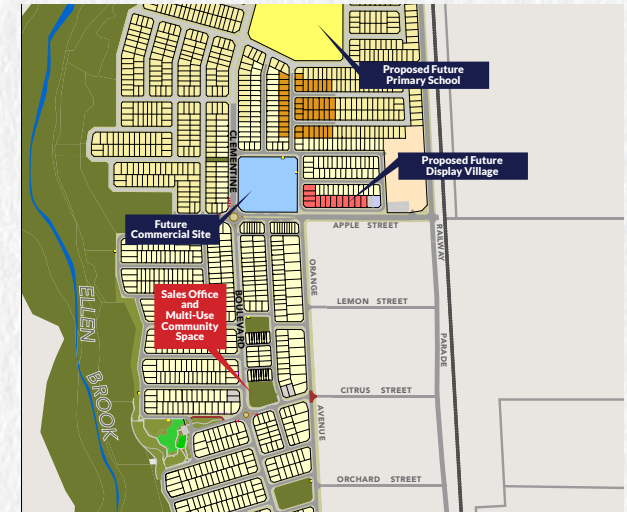 Proposed Future
Primary School
CLEMENTINE
Proposed Future
Display Village
Future
Commercial Site
APPLE STREET
RAILWAY
ORANGE
Sales Office
and
Multi-Use
Community
Space
BOULEVARD
ELLEN
LEMON STREET
PARADE
BROOK
CITRUS STREET
AVENUE
ORCHARD STREET